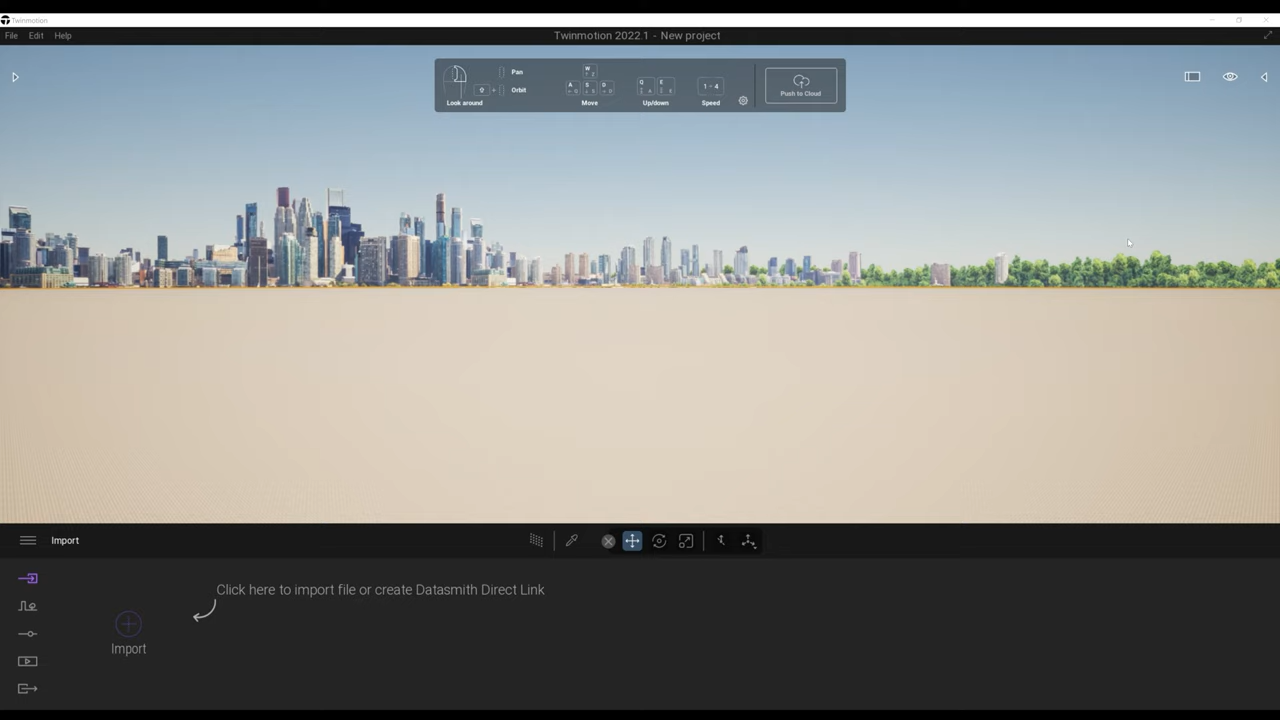 Twinmotion
File Edit Help
Twinmotion 2022.1 - New project
Look around
Pan
Orbit
W
A S D
Move
Q E
Up/down
1 - 4
Speed
Push to Cloud
Import
Click here to import file or create Datasmith Direct Link
Import